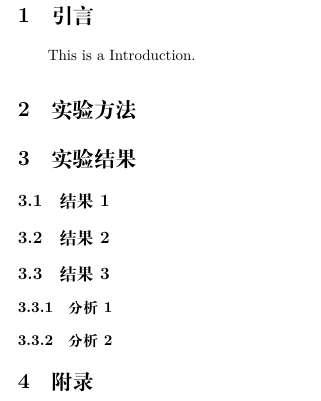 1 引言
This is a Introduction.
2 实验方法
3 实验结果
3.1 结果 1
3.2 结果 2
3.3 结果 3
3.3.1 分析 1
3.3.2 分析 2
4 附录